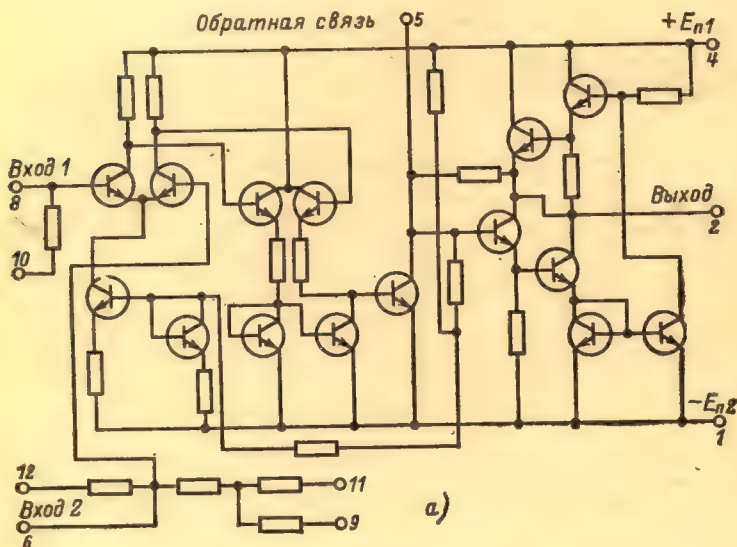 Обратная связь
5
+Eп1
4
Вход 1
8
10
Выход
2
−Eп2
1
12
11
Вход 2
6
9
а)